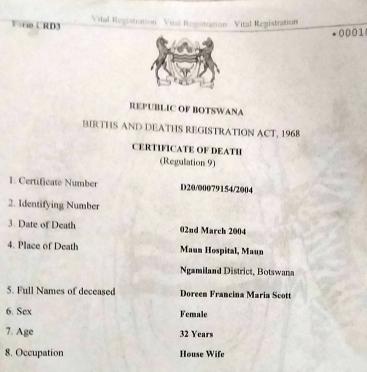 Form CRD3
Vital Registration Vital Registration Vital Registration
REPUBLIC OF BOTSWANA
BIRTHS AND DEATHS REGISTRATION ACT, 1968
CERTIFICATE OF DEATH
(Regulation 9)
1. Certificate Number D20/00079154/2004
2. Identifying Number
3. Date of Death 02nd March 2004
4. Place of Death Maun Hospital, Maun
Ngamiland District, Botswana
5. Full Names of deceased Doreen Francina Maria Scott
6. Sex Female
7. Age 32 Years
8. Occupation House Wife